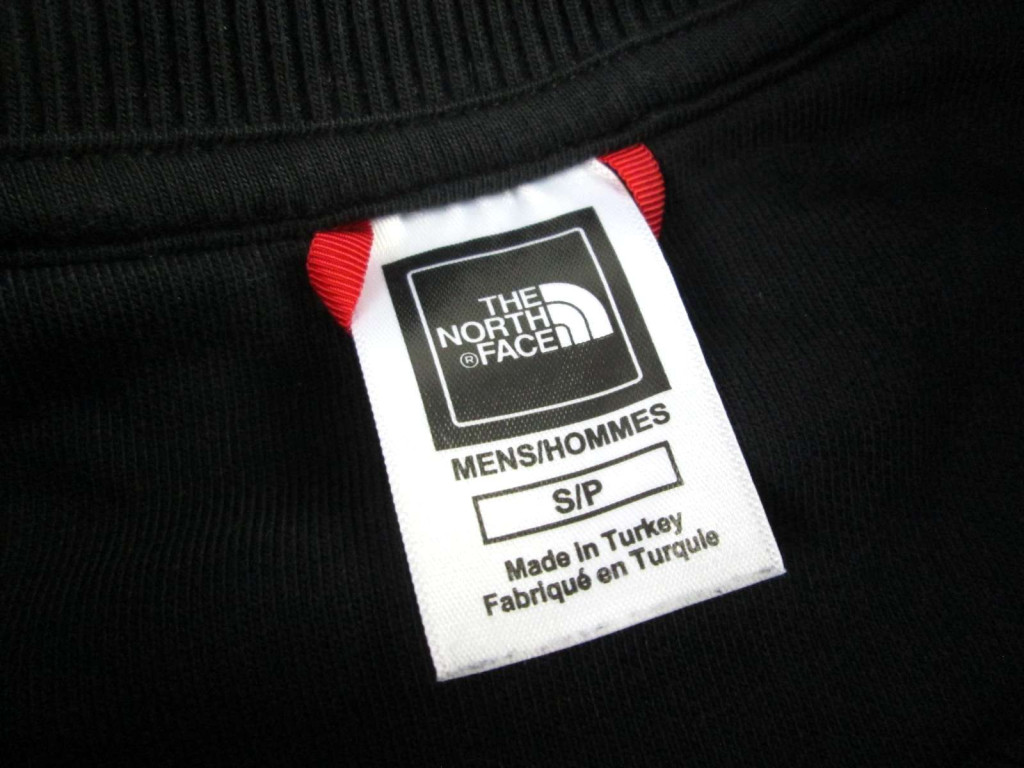 THE
NORTH
®FACE
MENS/HOMMES
S/P
Made in Turkey
Fabriqué en Turquie